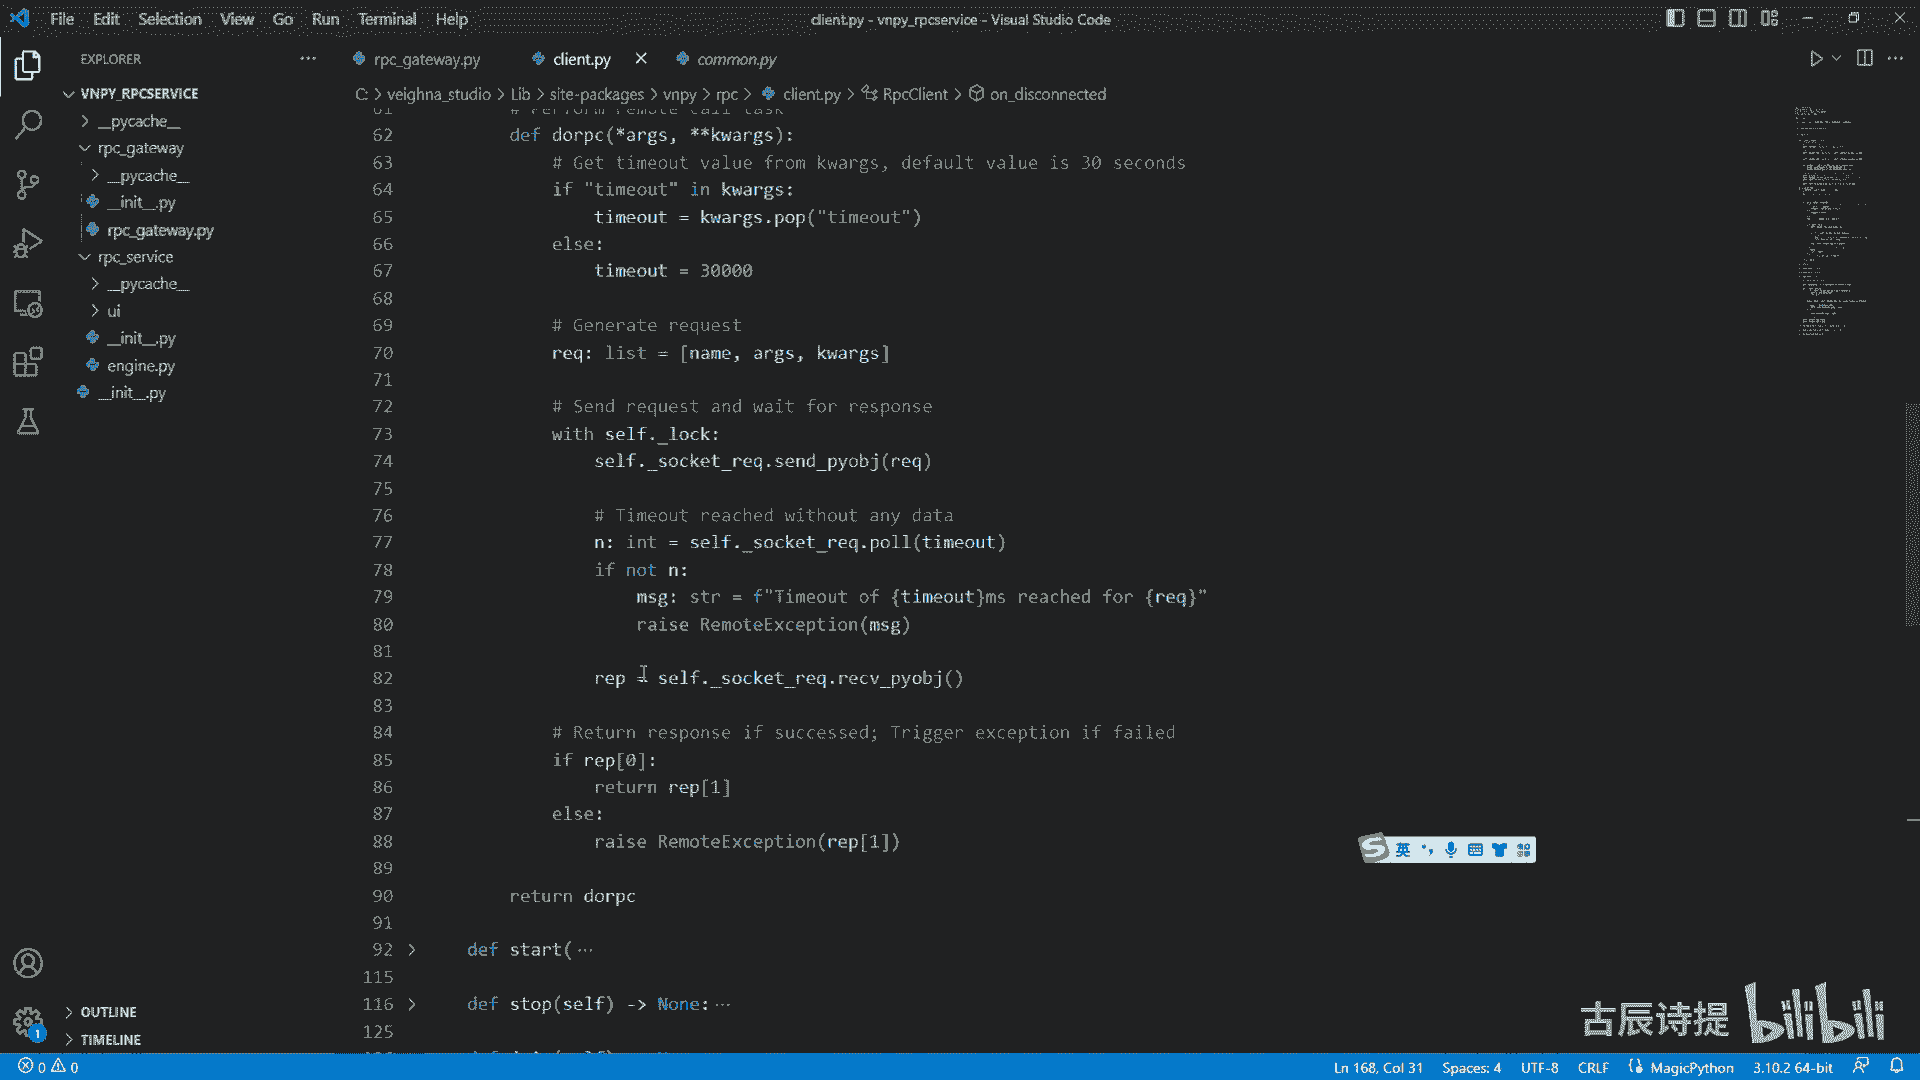 File Edit Selection View Go Run Terminal Help
client.py - vnpy_rpcservice - Visual Studio Code
EXPLORER
rpc_gateway.py
client.py
common.py
VNPY_RPCSERVICE
C: > veighna_studio > Lib > site-packages > vnpy > rpc > client.py > RpcClient > on_disconnected
__pycache__
rpc_gateway
__pycache__
__init__.py
rpc_gateway.py
rpc_service
__pycache__
ui
__init__.py
engine.py
__init__.py
61 # Perform remote call task
62 def dorpc(*args, **kwargs):
63 # Get timeout value from kwargs, default value is 30 seconds
64 if "timeout" in kwargs:
65 timeout = kwargs.pop("timeout")
66 else:
67 timeout = 30000
68
69 # Generate request
70 req: list = [name, args, kwargs]
71
72 # Send request and wait for response
73 with self._lock:
74 self._socket_req.send_pyobj(req)
75
76 # Timeout reached without any data
77 n: int = self._socket_req.poll(timeout)
78 if not n:
79 msg: str = f"Timeout of {timeout}ms reached for {req}"
80 raise RemoteException(msg)
81
82 rep = self._socket_req.recv_pyobj()
83
84 # Return response if successed; Trigger exception if failed
85 if rep[0]:
86 return rep[1]
87 else:
88 raise RemoteException(rep[1])
89
90 return dorpc
91
92 def start(…
115
116 def stop(self) -> None:…
125
英
OUTLINE
TIMELINE
1
古辰诗提 bilibili
0 0
Ln 168, Col 31 Spaces: 4 UTF-8 CRLF MagicPython 3.10.2 64-bit